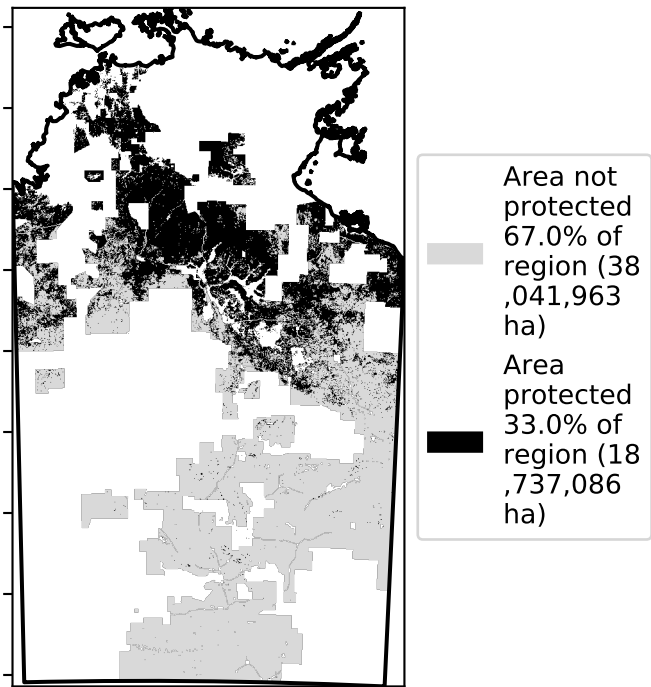 Area not
protected
67.0% of
region (38
,041,963
ha)
Area
protected
33.0% of
region (18
,737,086
ha)